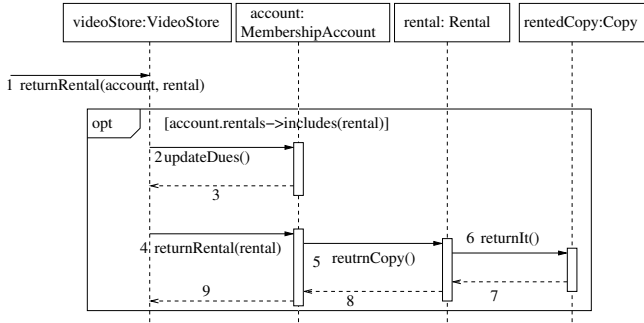 videoStore:VideoStore
account:
MembershipAccount
rental: Rental
rentedCopy:Copy
1 returnRental(account, rental)
opt [account.rentals->includes(rental)]
2 updateDues()
3
4 returnRental(rental)
5 reutrnCopy()
6 returnIt()
7
8
9